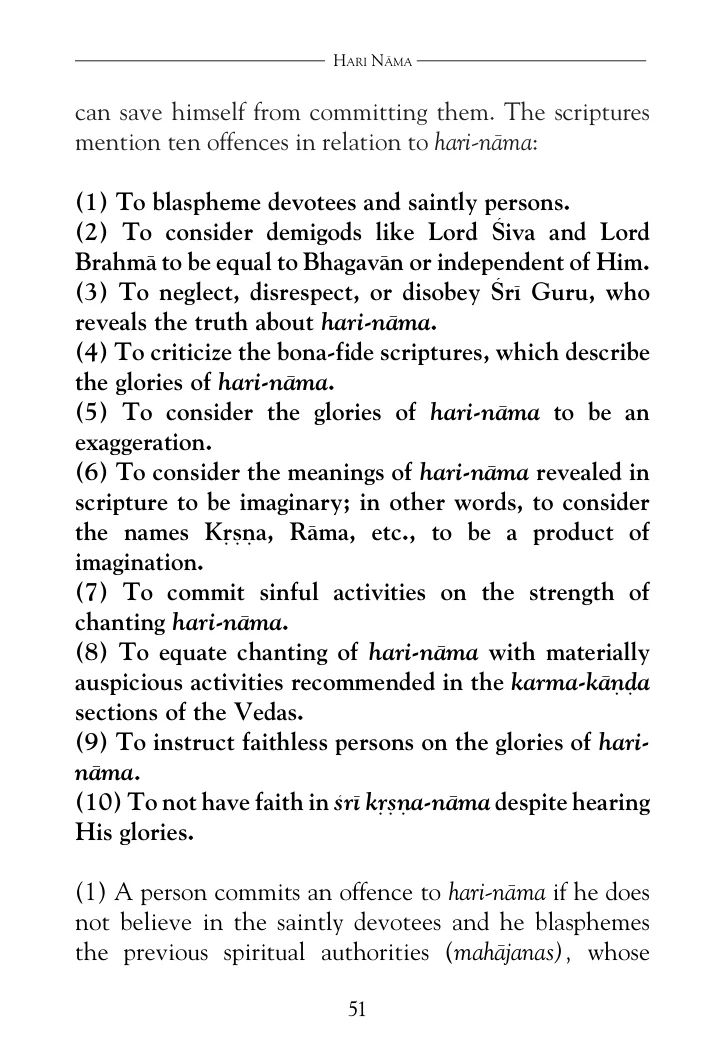 Hari Nāma
can save himself from committing them. The scriptures
mention ten offences in relation to hari-nāma:
(1) To blaspheme devotees and saintly persons.
(2) To consider demigods like Lord Śiva and Lord
Brahmā to be equal to Bhagavān or independent of Him.
(3) To neglect, disrespect, or disobey Śrī Guru, who
reveals the truth about hari-nāma.
(4) To criticize the bona-fide scriptures, which describe
the glories of hari-nāma.
(5) To consider the glories of hari-nāma to be an
exaggeration.
(6) To consider the meanings of hari-nāma revealed in
scripture to be imaginary; in other words, to consider
the names Kṛṣṇa, Rāma, etc., to be a product of
imagination.
(7) To commit sinful activities on the strength of
chanting hari-nāma.
(8) To equate chanting of hari-nāma with materially
auspicious activities recommended in the karma-kāṇḍa
sections of the Vedas.
(9) To instruct faithless persons on the glories of hari-
nāma.
(10) To not have faith in śrī kṛṣṇa-nāma despite hearing
His glories.
(1) A person commits an offence to hari-nāma if he does
not believe in the saintly devotees and he blasphemes
the previous spiritual authorities (mahājanas), whose
51